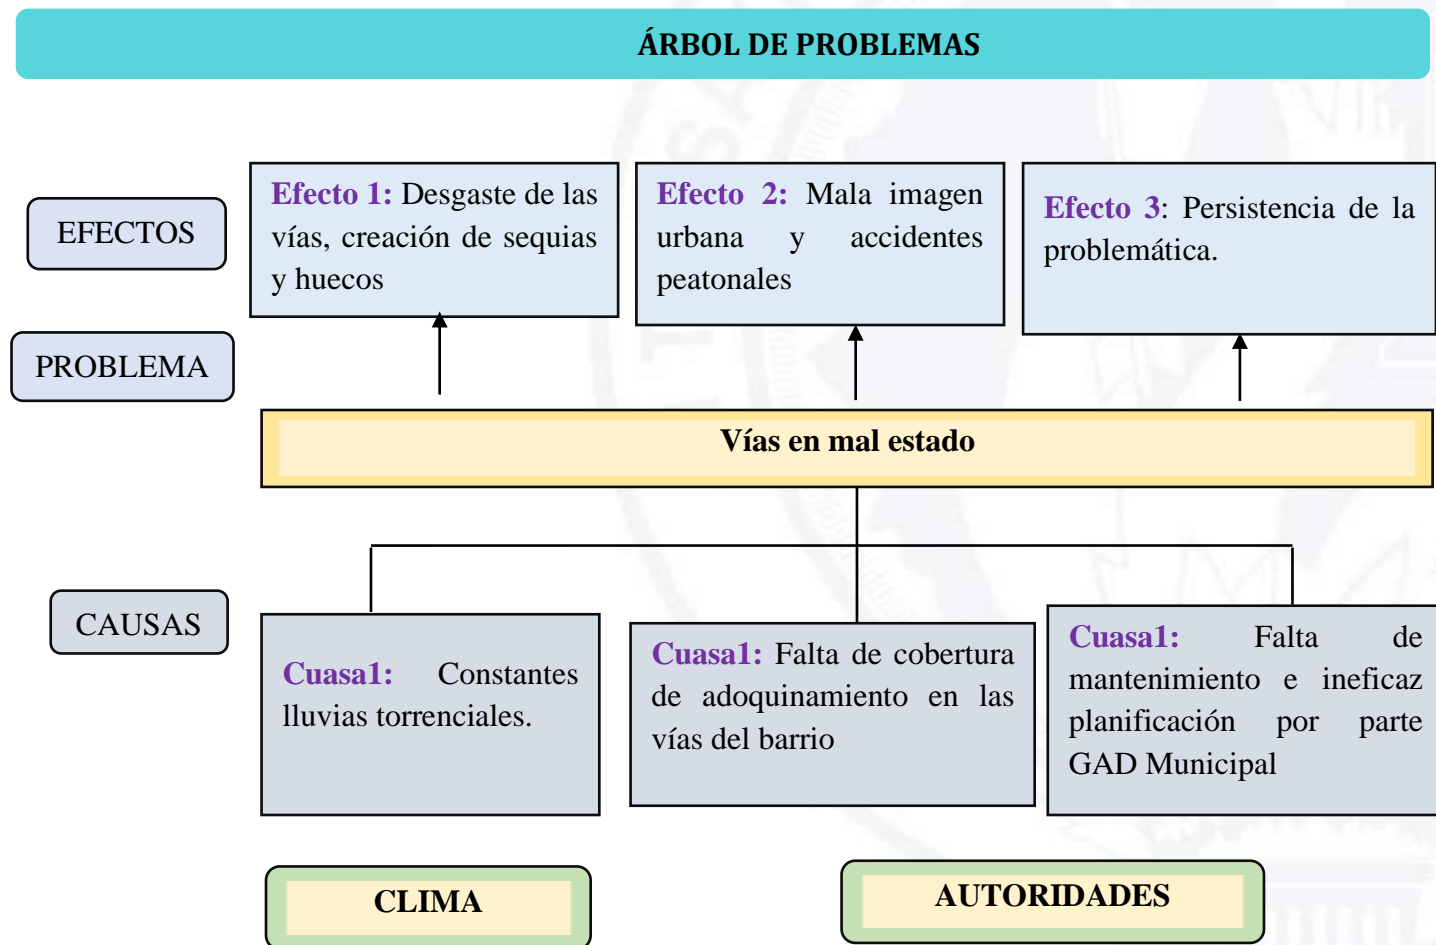 ÁRBOL DE PROBLEMAS
EFECTOS
Efecto 1: Desgaste de las
vías, creación de sequias
y huecos
Efecto 2: Mala imagen
urbana y accidentes
peatonales
Efecto 3: Persistencia de la
problemática.
PROBLEMA
Vías en mal estado
CAUSAS
Cuasa1: Constantes
lluvias torrenciales.
Cuasa1: Falta de cobertura
de adoquinamiento en las
vías del barrio
Cuasa1: Falta de
mantenimiento e ineficaz
planificación por parte
GAD Municipal
CLIMA
AUTORIDADES